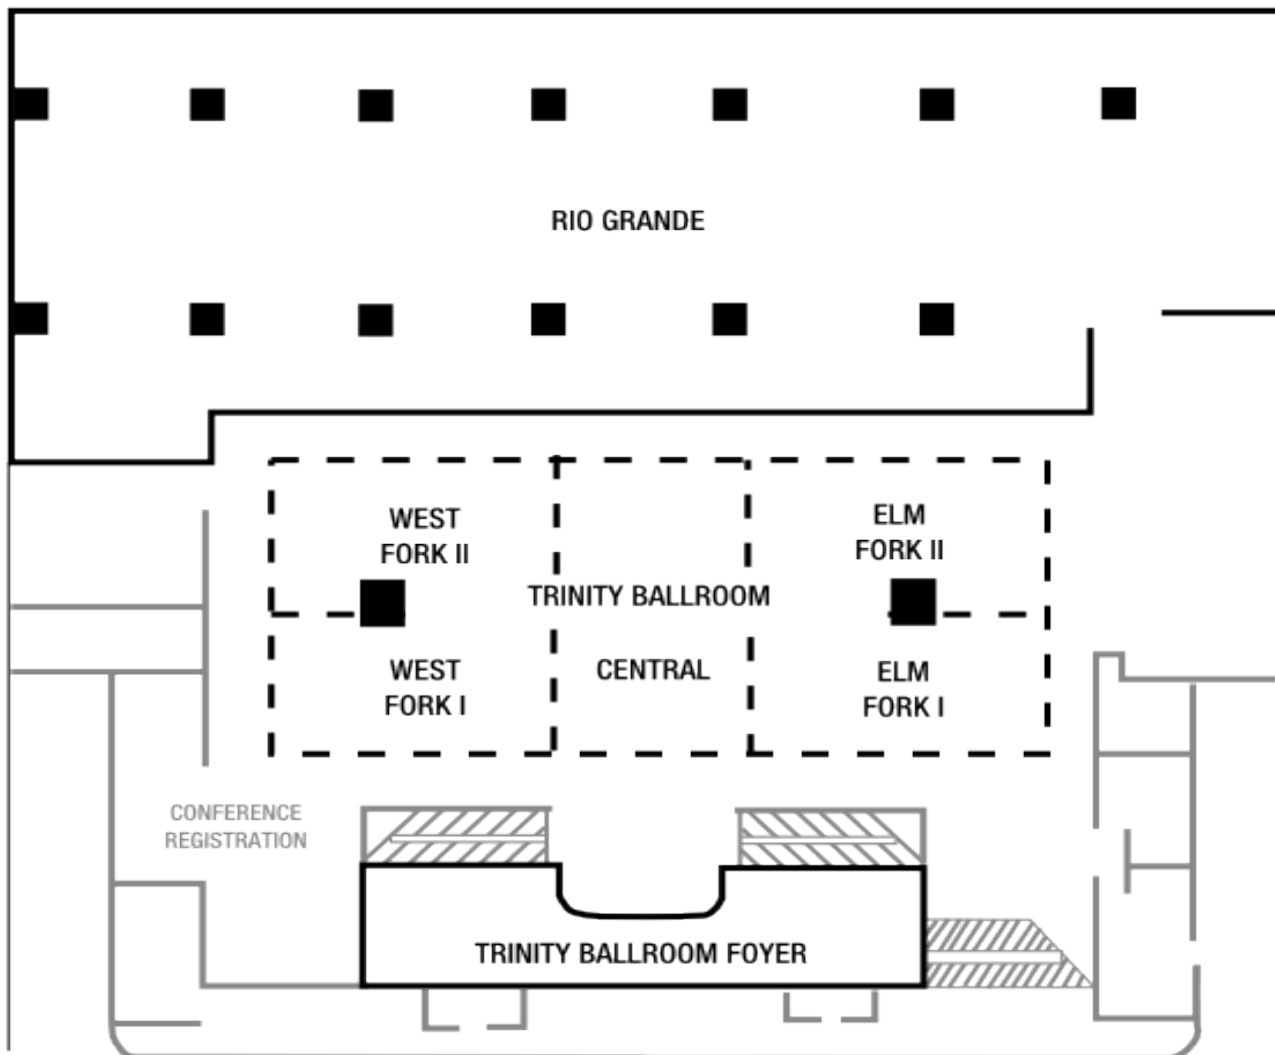 RIO GRANDE
WEST
FORK II
ELM
FORK II
TRINITY BALLROOM
CENTRAL
WEST
FORK I
ELM
FORK I
CONFERENCE
REGISTRATION
TRINITY BALLROOM FOYER